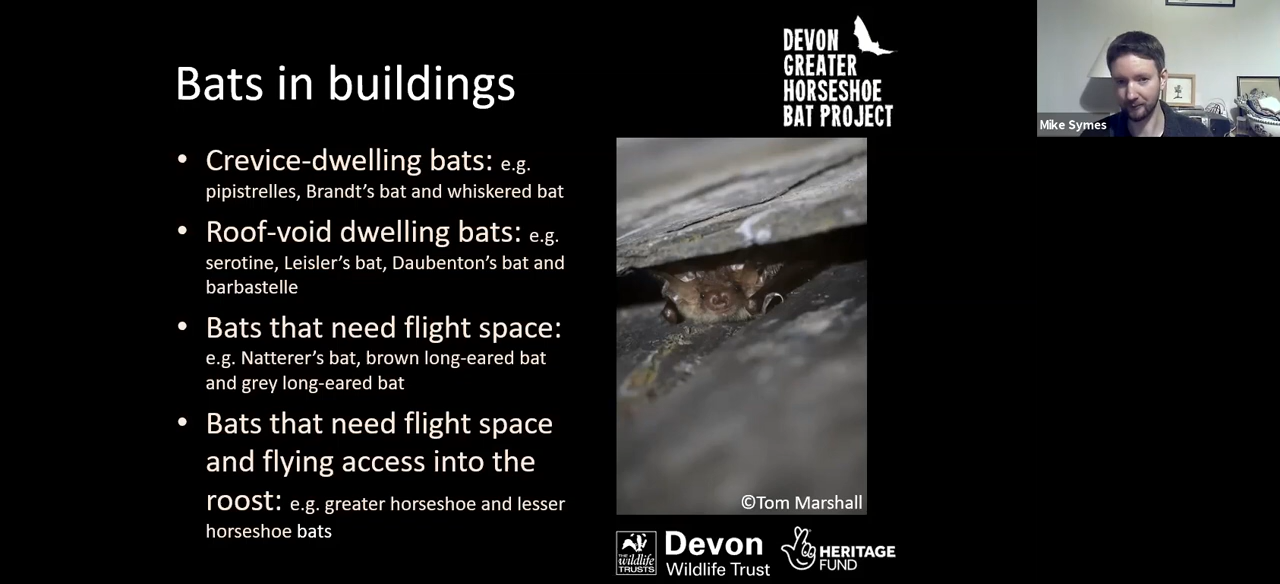 Bats in buildings
• Crevice-dwelling bats: e.g.
pipistrelles, Brandt's bat and whiskered bat
• Roof-void dwelling bats: e.g.
serotine, Leisler's bat, Daubenton's bat and
barbastelle
• Bats that need flight space:
e.g. Natterer's bat, brown long-eared bat
and grey long-eared bat
• Bats that need flight space
and flying access into the
roost: e.g. greater horseshoe and lesser
horseshoe bats
DEVON
GREATER
HORSESHOE
BAT PROJECT
Mike Symes
©Tom Marshall
THE
wildlife
TRUSTS
Devon
Wildlife Trust
HERITAGE
FUND